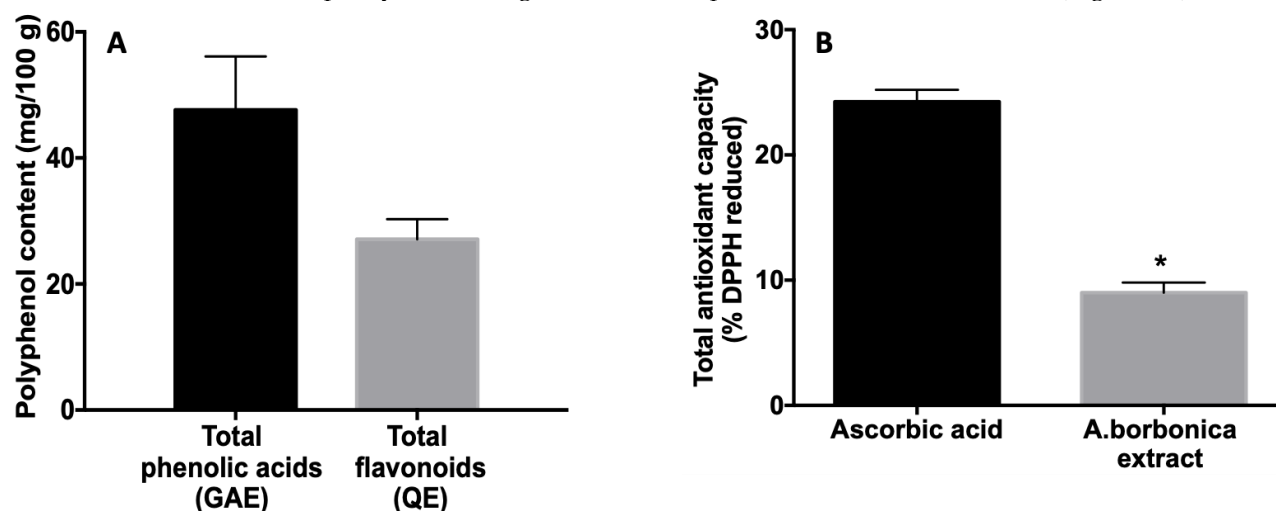 A
Polyphenol content (mg/100 g)
60
40
20
0
Total
phenolic acids
(GAE)
Total
flavonoids
(QE)
B
Total antioxidant capacity
(% DPPH reduced)
30
20
10
0
*
Ascorbic acid
A.borbonica
extract